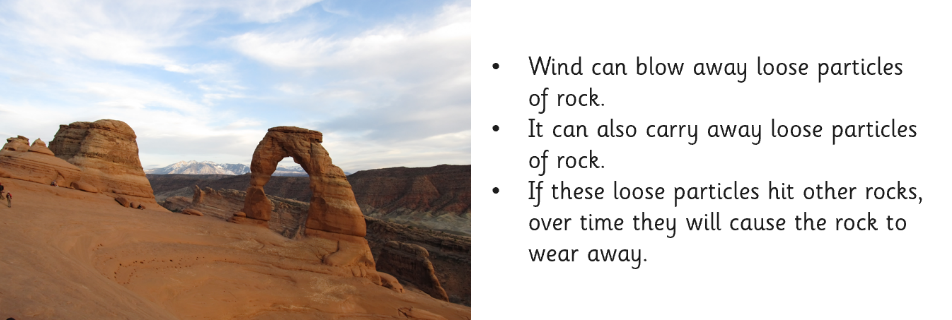 • Wind can blow away loose particles
of rock.
• It can also carry away loose particles
of rock.
• If these loose particles hit other rocks,
over time they will cause the rock to
wear away.